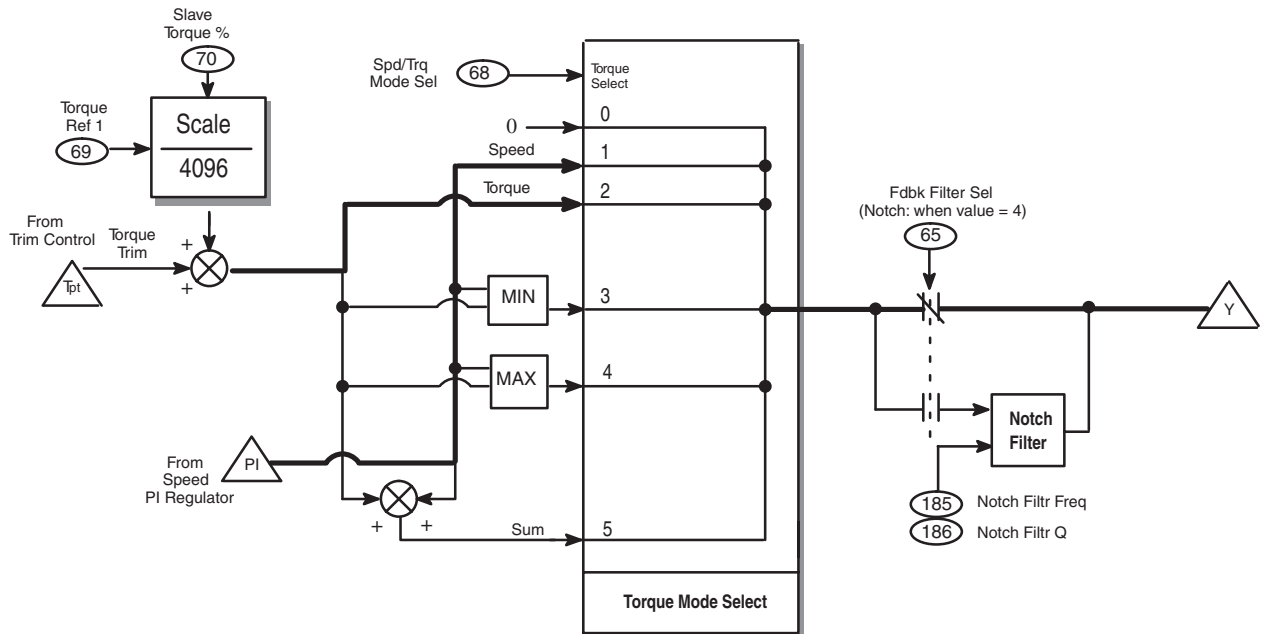 Slave
Torque %
70
Spd/Trq
Mode Sel
68
Torque
Select
Torque
Ref 1
69
Scale
4096
0
0
Speed
1
Torque
2
From
Trim Control
Torque
Trim
+
+
Tpt
Fdbk Filter Sel
(Notch: when value = 4)
65
MIN
3
Y
MAX
4
Notch
Filter
From
Speed
PI Regulator
PI
185
Notch Filtr Freq
186
Notch Filtr Q
+
+
Sum
5
Torque Mode Select